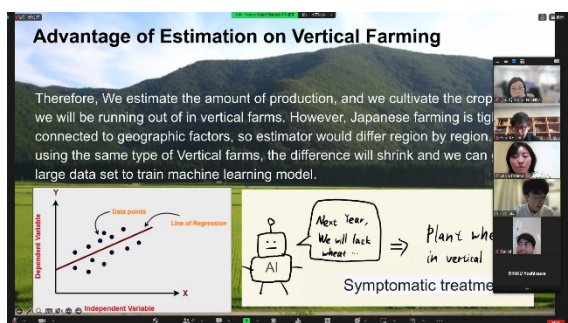 Advantage of Estimation on Vertical Farming
Therefore, We estimate the amount of production, and we cultivate the crop
we will be running out of in vertical farms. However, Japanese farming is
connected to geographic factors, so estimator would differ region by region.
using the same type of Vertical farms, the difference will shrink and we can
large data set to train machine learning model.
Y
Data points
Line of Regression
Dependent Variable
X
Independent Variable
Next Year,
We will lack
wheat ...
AI
⇒
Plant
in vertical
Symptomatic